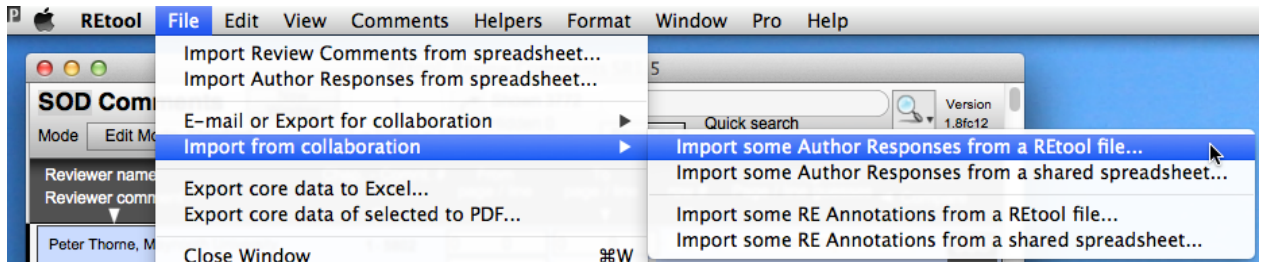 REtool File Edit View Comments Helpers Format Window Pro Help
Import Review Comments from spreadsheet...
Import Author Responses from spreadsheet...
5
SOD Comments
E-mail or Export for collaboration
Quick search
Version
1.8fc12
Mode Edit Mo
Import from collaboration
Import some Author Responses from a REtool file...
Import some Author Responses from a shared spreadsheet...
Reviewer name
Reviewer comm
Export core data to Excel...
Export core data of selected to PDF...
Import some RE Annotations from a REtool file...
Import some RE Annotations from a shared spreadsheet...
Peter Thorne, M
Close Window ⌘W